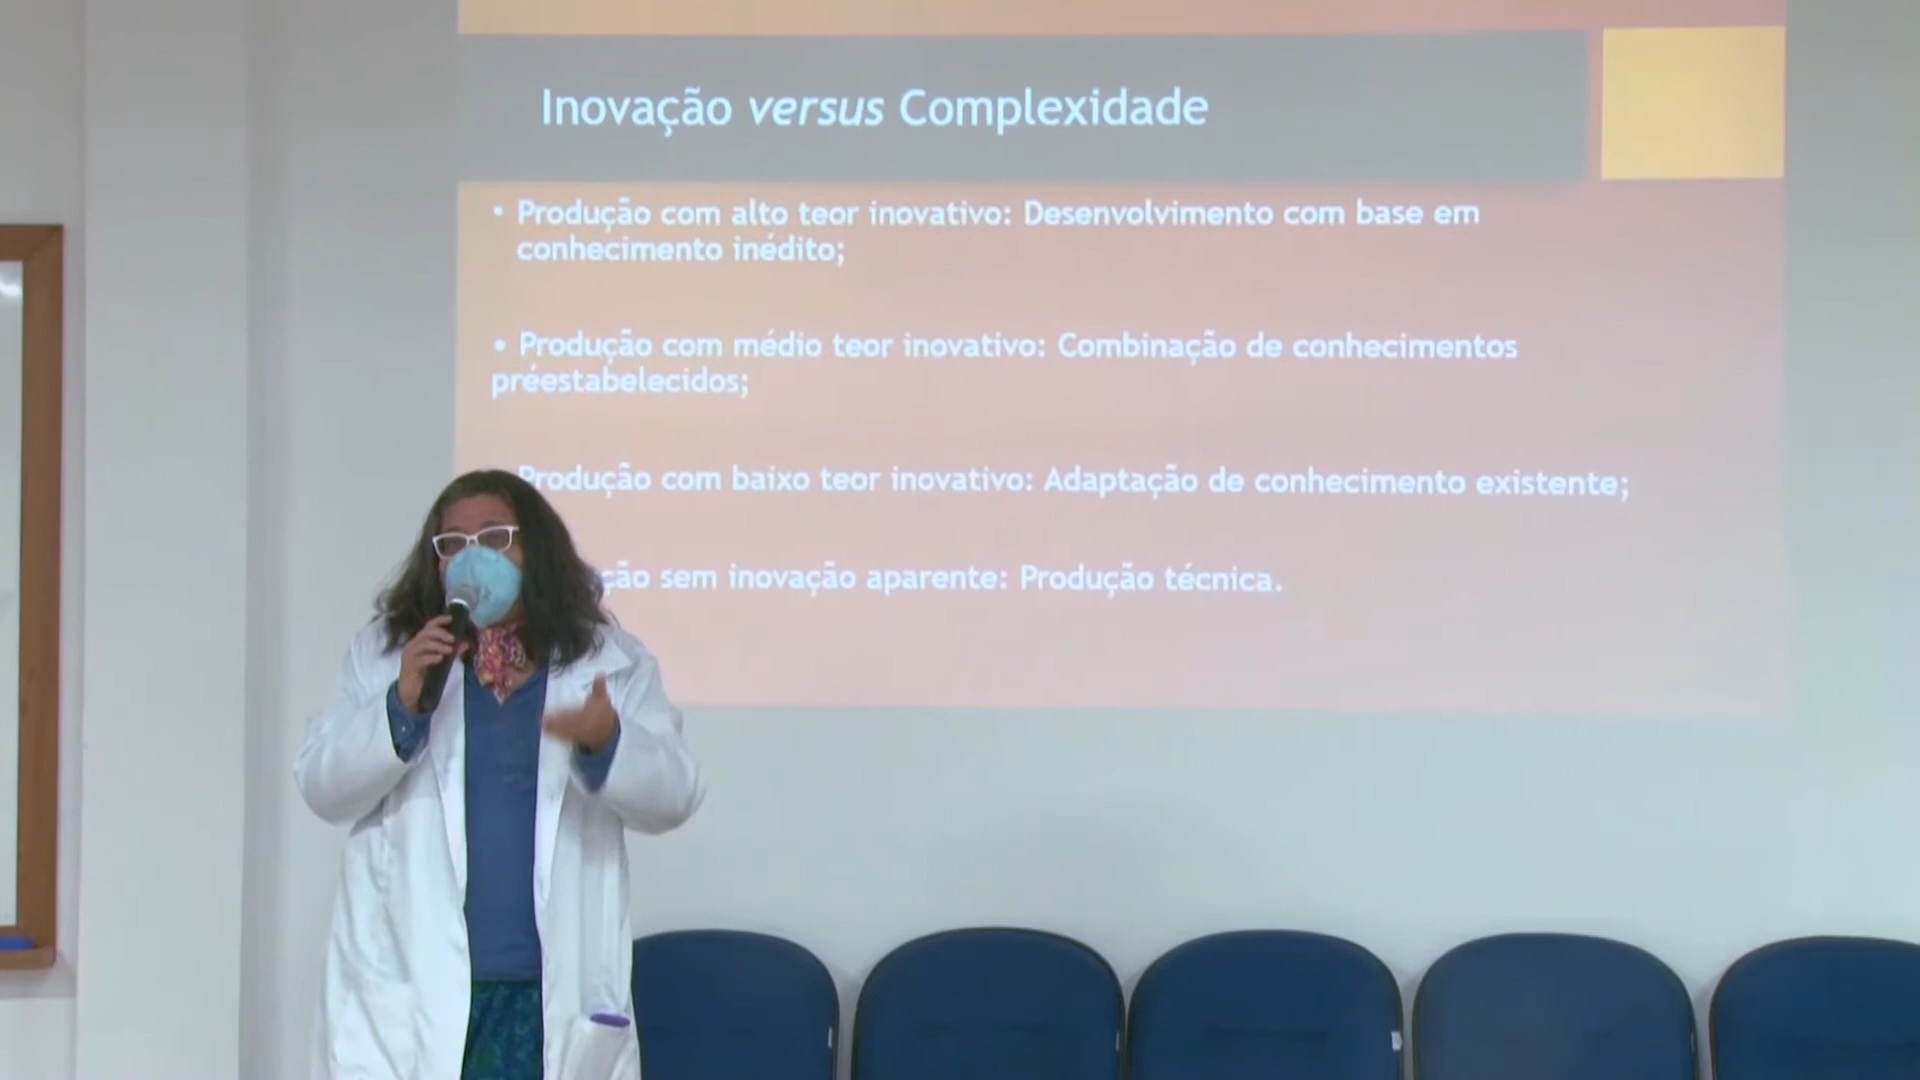 Inovação versus Complexidade
• Produção com alto teor inovativo: Desenvolvimento com base em
conhecimento inédito;
• Produção com médio teor inovativo: Combinação de conhecimentos
préestabelecidos;
Produção com baixo teor inovativo: Adaptação de conhecimento existente;
ção sem inovação aparente: Produção técnica.